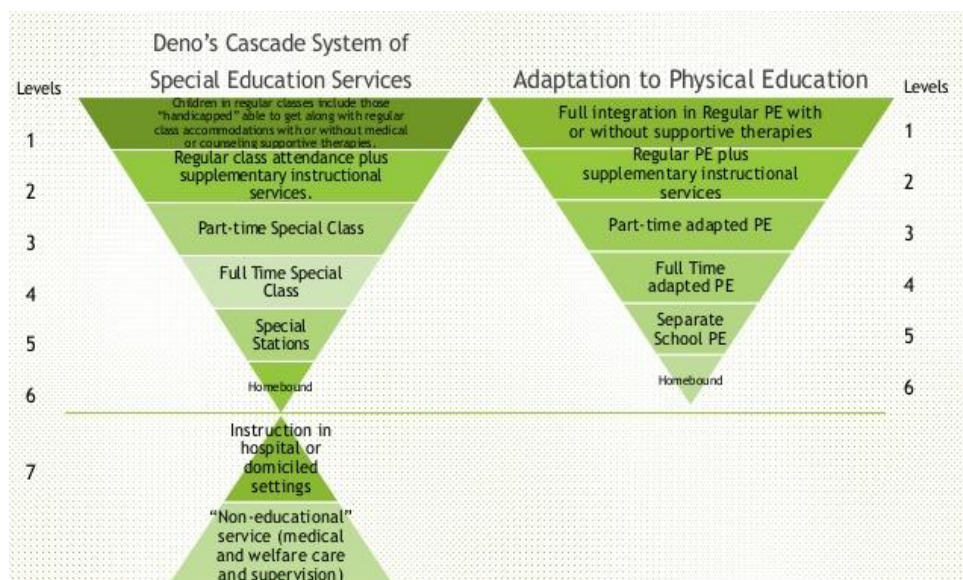 Deno's Cascade System of
Special Education Services
Adaptation to Physical Education
Levels
Levels
1
Children in regular classes include those
"handicapped" able to get along with regular
class accommodations with or without medical
or counseling supportive therapies.
Full integration in Regular PE with
or without supportive therapies
1
2
Regular class attendance plus
supplementary instructional
services.
Regular PE plus
supplementary instructional
services
2
3
Part-time Special Class
Part-time adapted PE
3
4
Full Time Special
Class
Full Time
adapted PE
4
5
Special
Stations
Separate
School PE
5
6
Homebound
Homebound
6
7
Instruction in
hospital or
domiciled
settings
"Non-educational"
service (medical
and welfare care
and supervision)